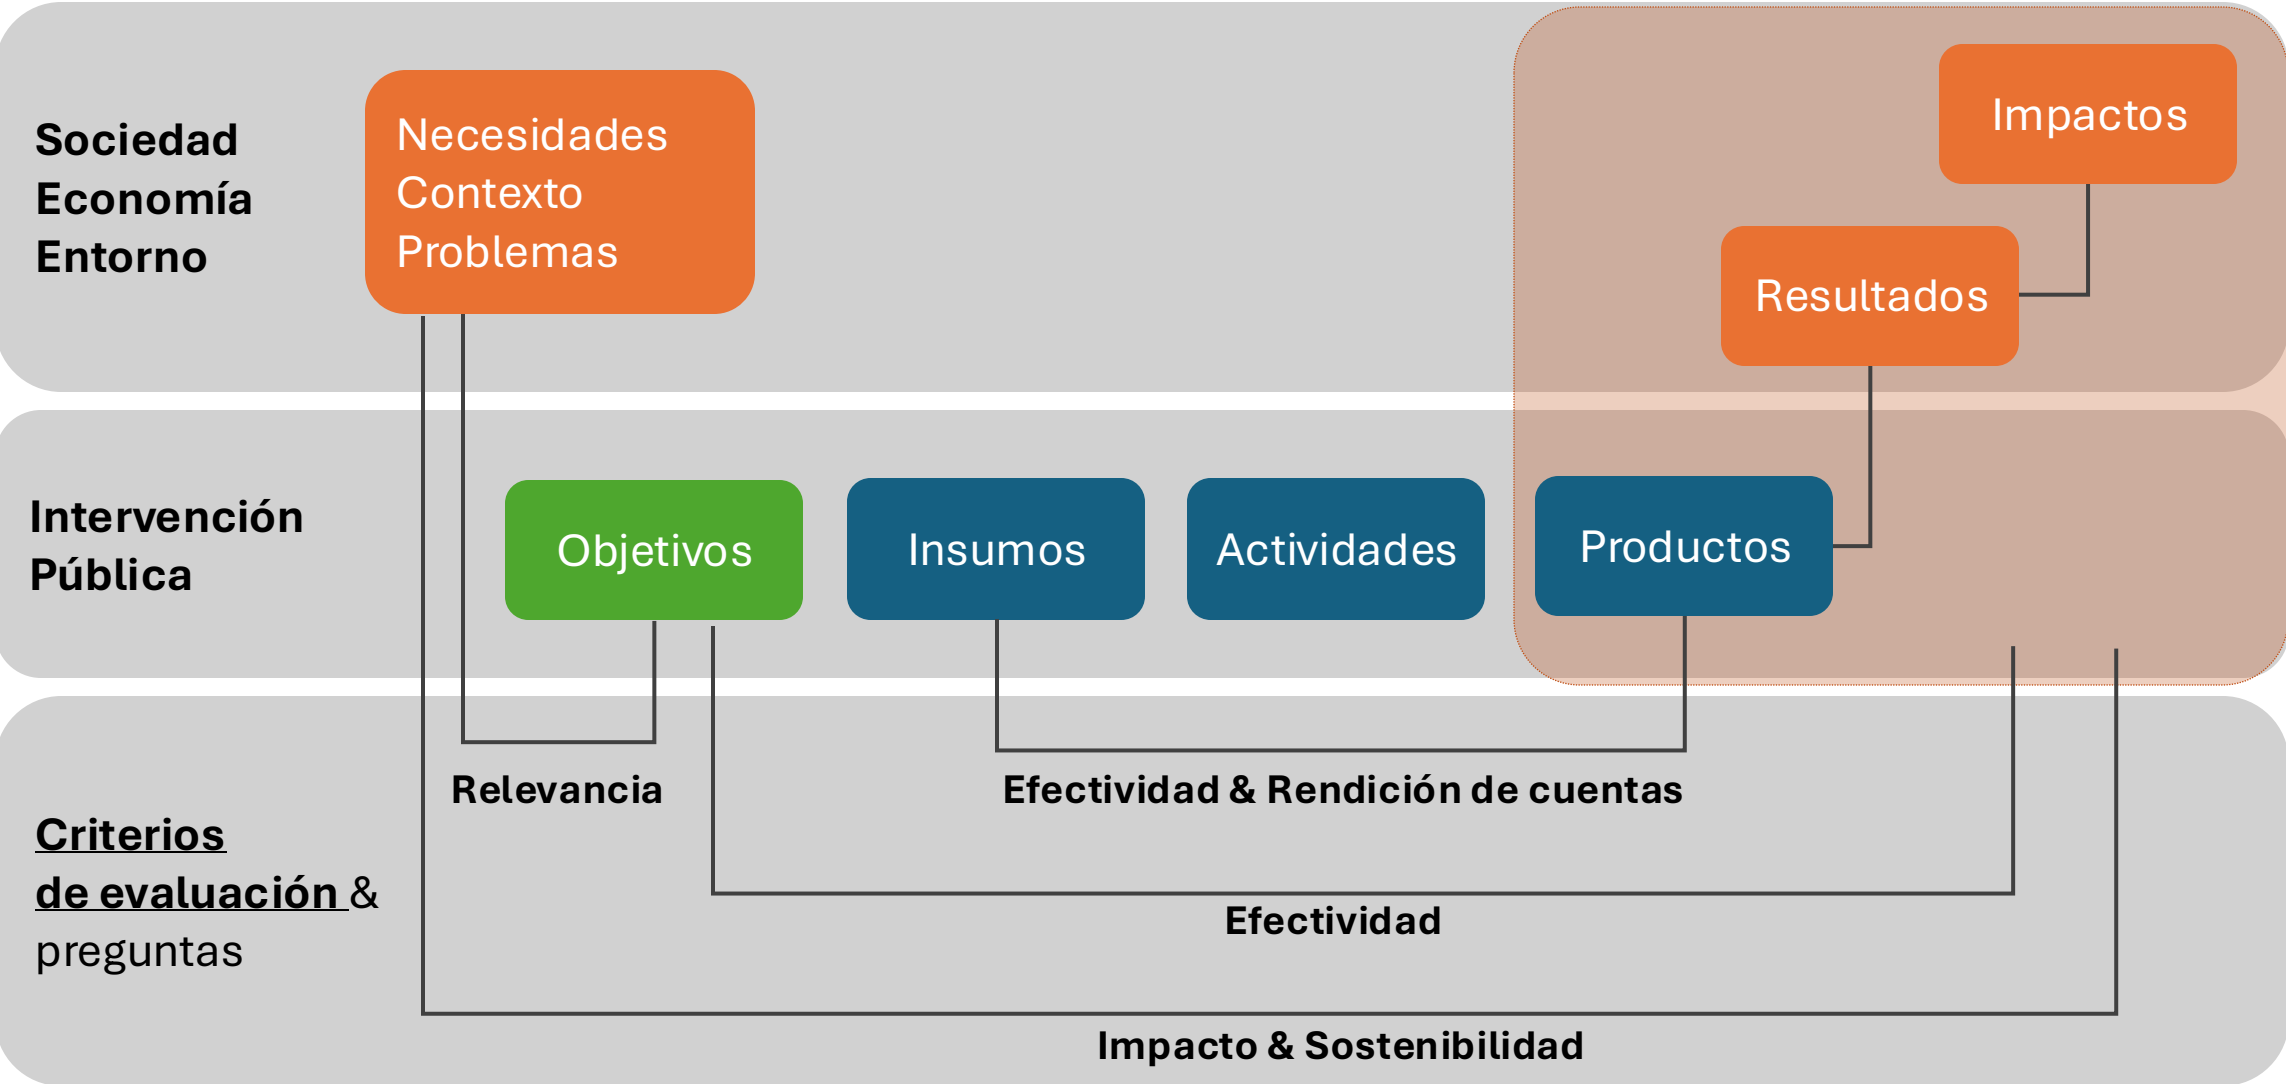 Sociedad
Economía
Entorno
Necesidades
Contexto
Problemas
Impactos
Resultados
Intervención
Pública
Objetivos
Insumos
Actividades
Productos
Criterios
de evaluación &
preguntas
Relevancia
Efectividad & Rendición de cuentas
Efectividad
Impacto & Sostenibilidad